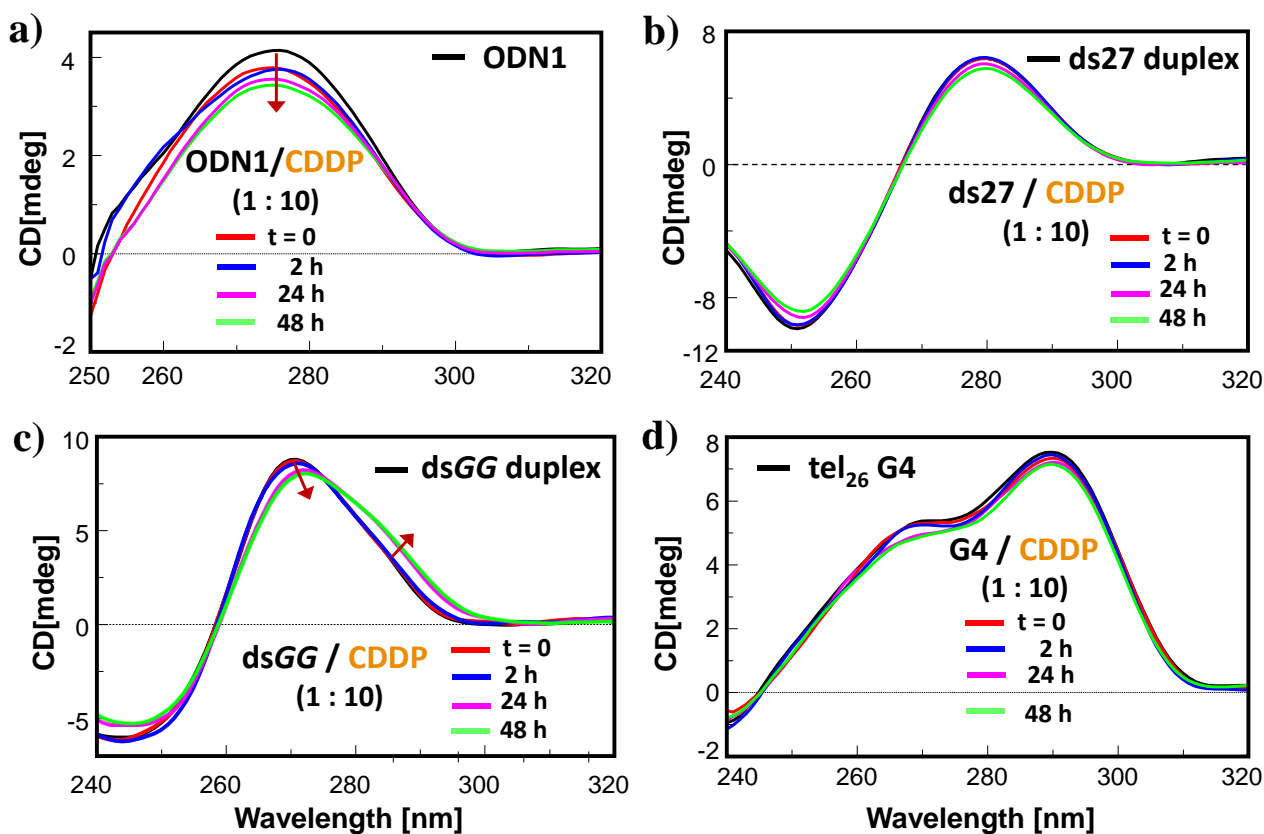 a)
CD[mdeg]
4
2
0
-2
ODN1
ODN1/CDDP
(1 : 10)
t = 0
2 h
24 h
48 h
250 260 280 300 320
b)
CD[mdeg]
8
4
0
-4
-8
-12
ds27 duplex
ds27 / CDDP
(1 : 10)
t = 0
2 h
24 h
48 h
240 260 280 300 320
c)
CD[mdeg]
10
5
0
-5
dsGG duplex
dsGG / CDDP
(1 : 10)
t = 0
2 h
24 h
48 h
240 260 280 300 320
Wavelength [nm]
d)
CD[mdeg]
8
6
4
2
0
-2
tel26 G4
G4 / CDDP
(1 : 10)
t = 0
2 h
24 h
48 h
240 260 280 300 320
Wavelength [nm]